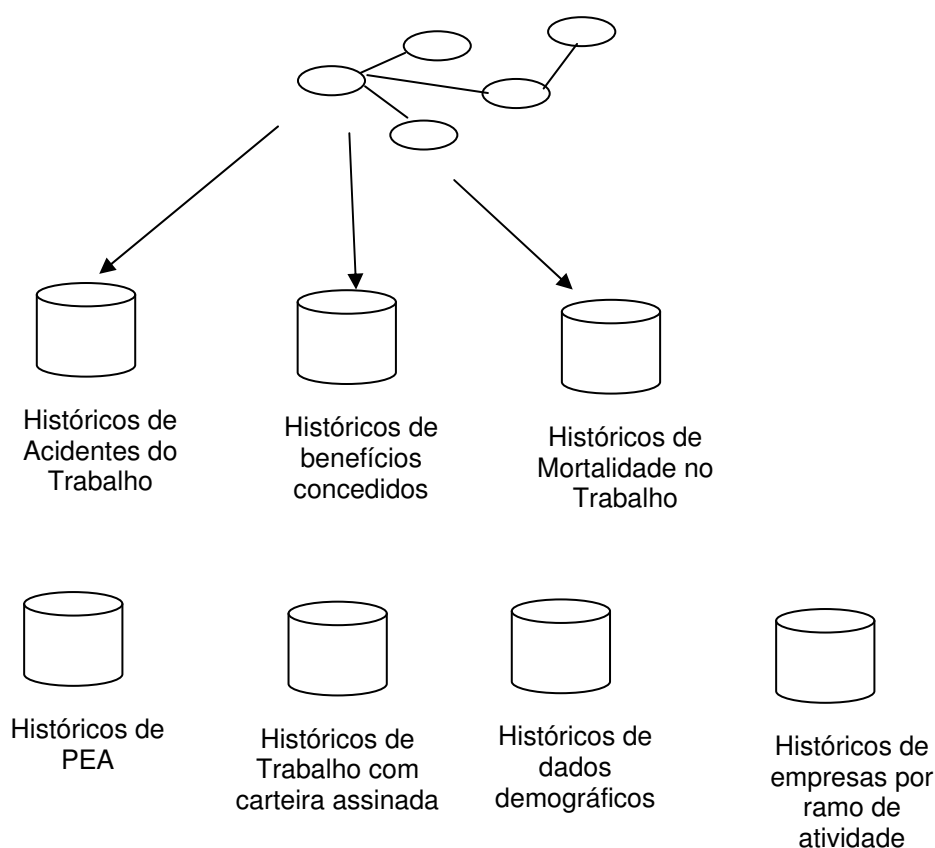 Históricos de
Acidentes do
Trabalho
Históricos de
benefícios
concedidos
Históricos de
Mortalidade no
Trabalho
Históricos de
PEA
Históricos de
Trabalho com
carteira assinada
Históricos de
dados
demográficos
Históricos de
empresas por
ramo de
atividade